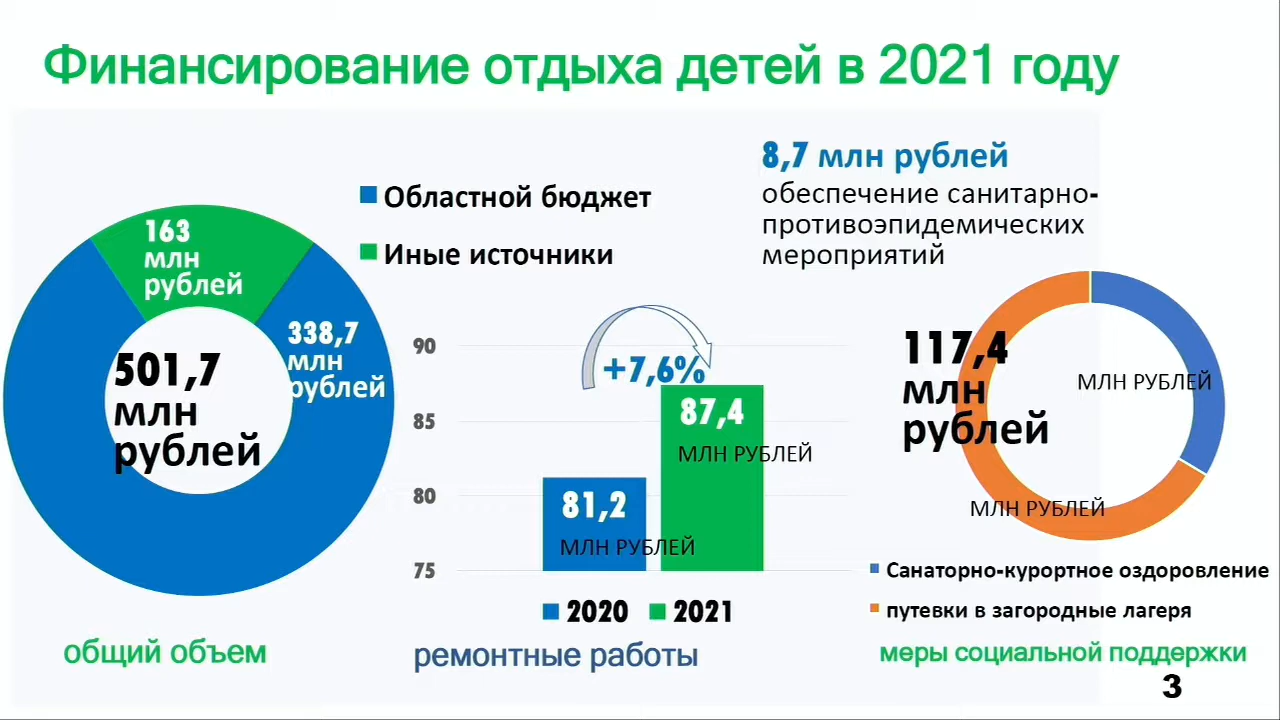 Финансирование отдыха детей в 2021 году
163
млн
рублей
338,7
млн
рублей
501,7
млн
рублей
общий объем
Областной бюджет
Иные источники
90
85
80
75
+7,6%
87,4
МЛН РУБЛЕЙ
81,2
МЛН РУБЛЕЙ
2020
2021
ремонтные работы
8,7 млн рублей
обеспечение санитарно-
противоэпидемических
мероприятий
117,4
млн
рублей
МЛН РУБЛЕЙ
МЛН РУБЛЕЙ
Санаторно-курортное оздоровление
путевки в загородные лагеря
меры социальной поддержки
3